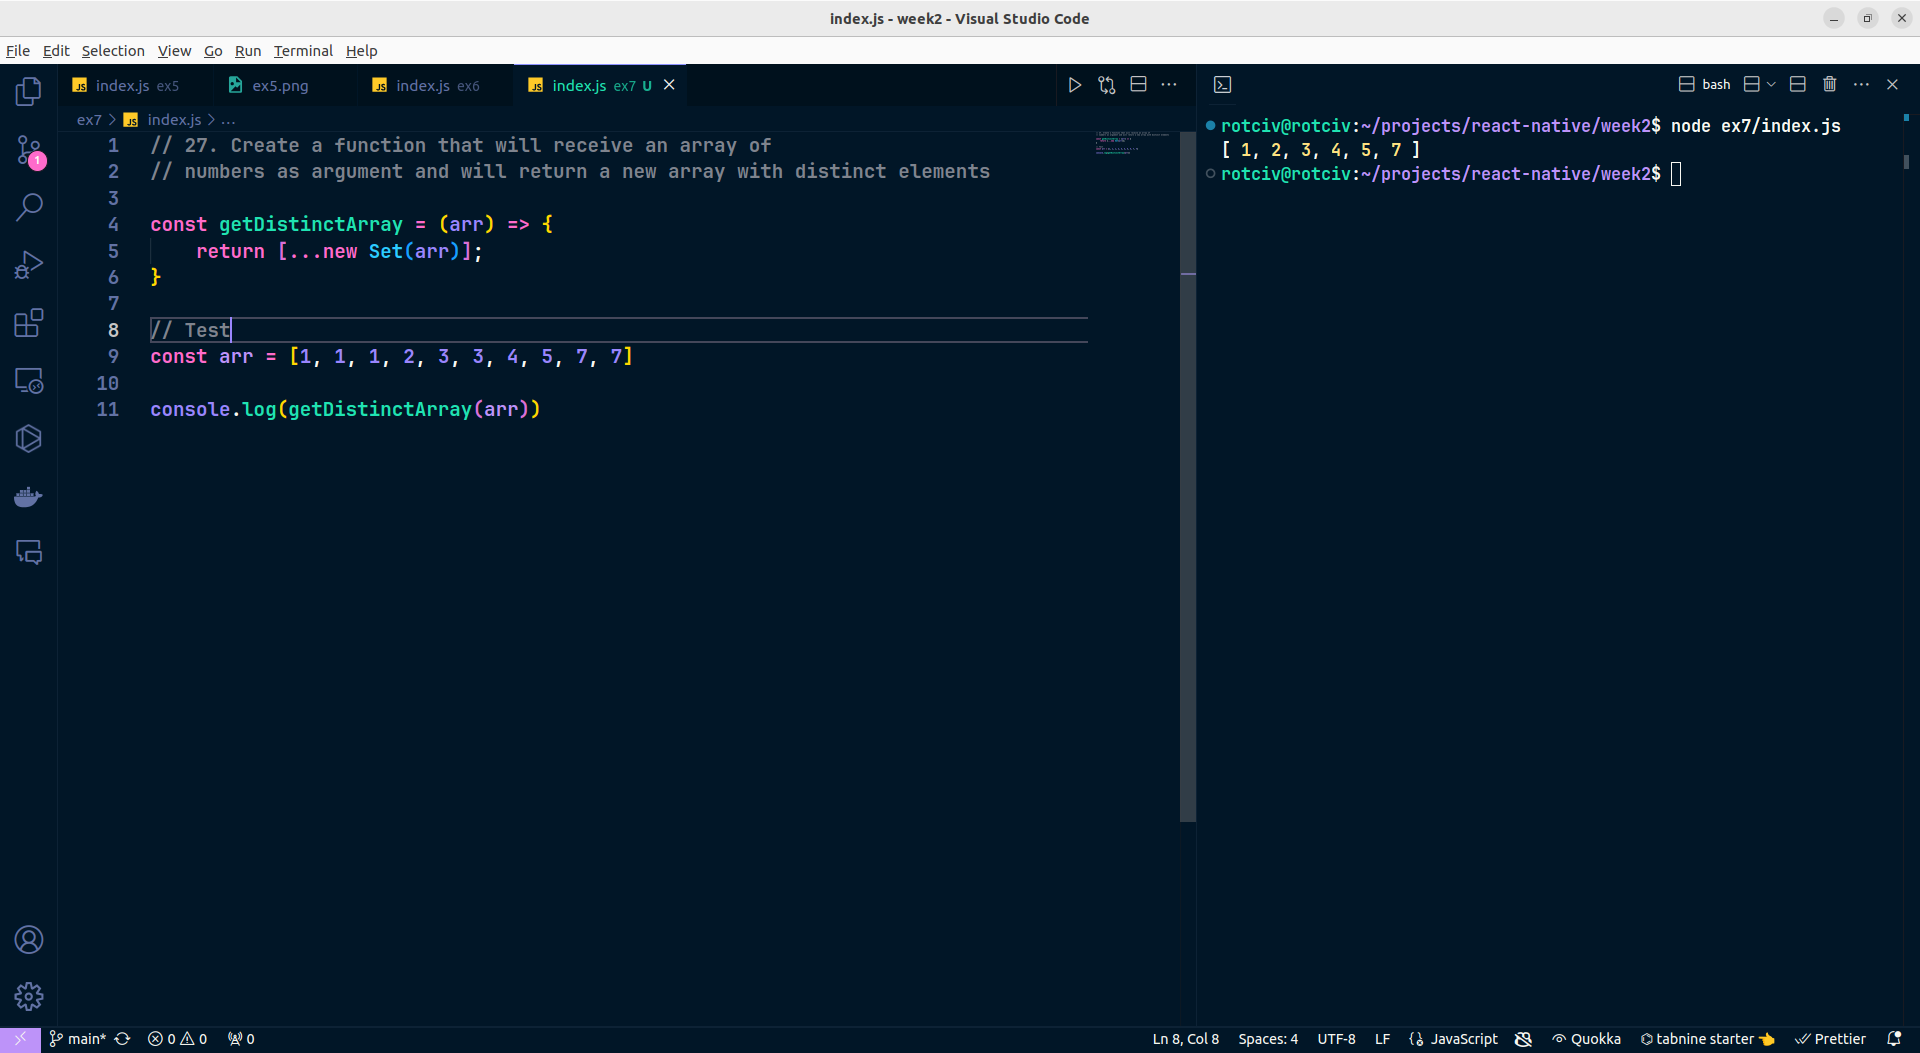 index.js - week2 - Visual Studio Code
File Edit Selection View Go Run Terminal Help
JS index.js ex5 ex5.png JS index.js ex6 JS index.js ex7 U
bash
ex7 > JS index.js > ...
1 // 27. Create a function that will receive an array of
2 // numbers as argument and will return a new array with distinct elements
3
4 const getDistinctArray = (arr) => {
5 return [...new Set(arr)];
6 }
7
8 // Test
9 const arr = [1, 1, 1, 2, 3, 3, 4, 5, 7, 7]
10
11 console.log(getDistinctArray(arr))
rotciv@rotciv:~/projects/react-native/week2$ node ex7/index.js
[ 1, 2, 3, 4, 5, 7 ]
rotciv@rotciv:~/projects/react-native/week2$
1
main* 0 0 0 Ln 8, Col 8 Spaces: 4 UTF-8 LF {} JavaScript Quokka tabnine starter Prettier